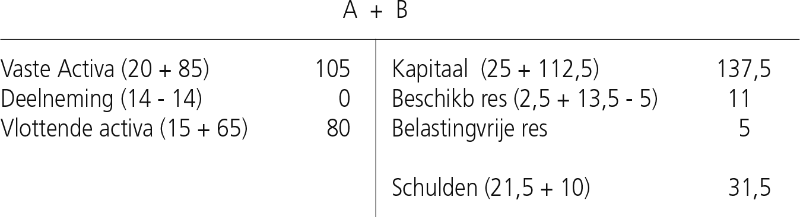 A + B
Vaste Activa (20 + 85) 105 Kapitaal (25 + 112,5) 137,5
Deelneming (14 - 14) 0 Beschikb res (2,5 + 13,5 - 5) 11
Vlottende activa (15 + 65) 80 Belastingvrije res 5
Schulden (21,5 + 10) 31,5